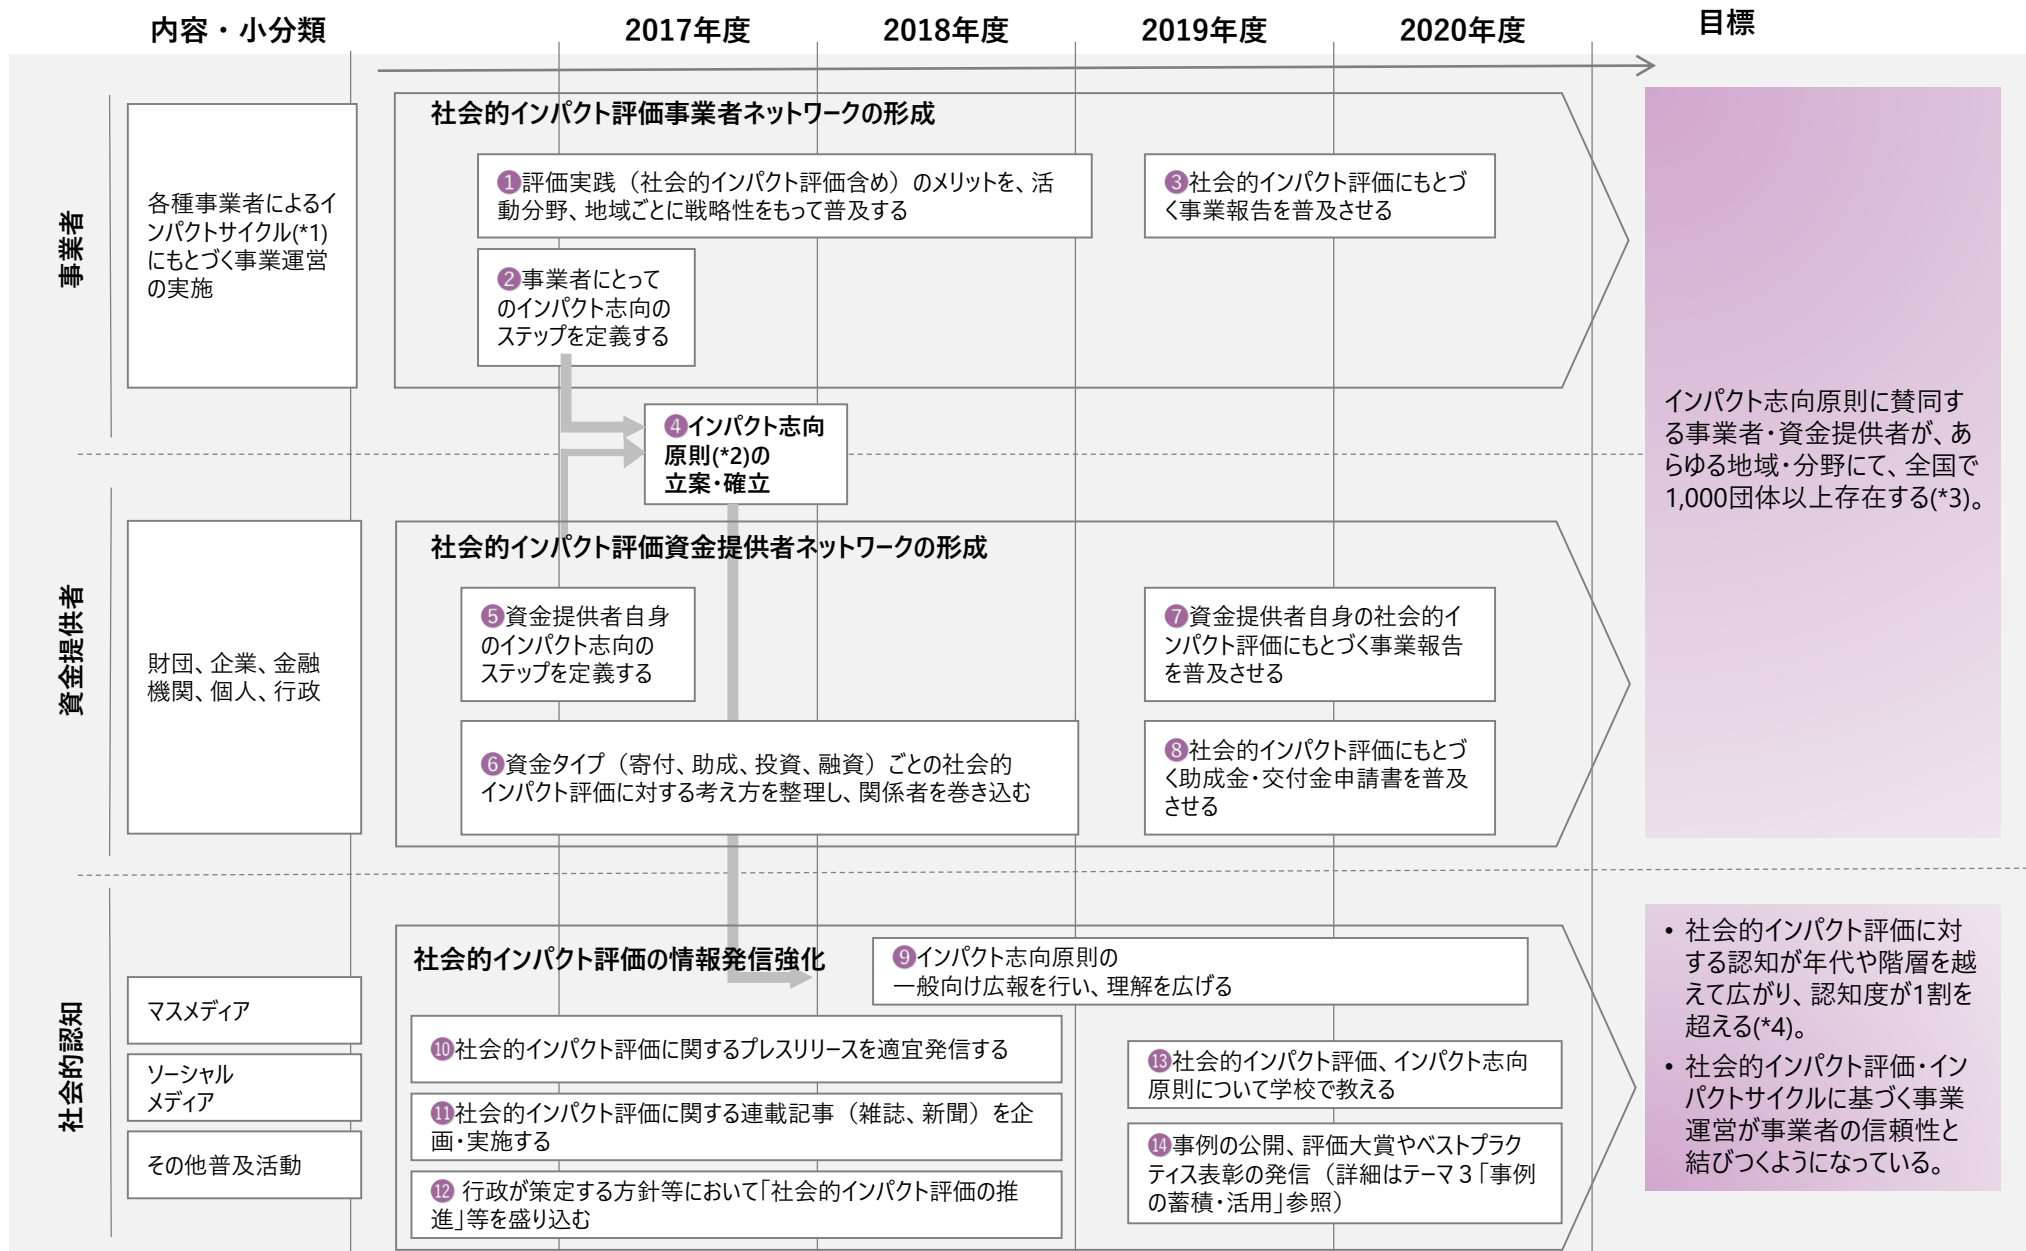 内容・小分類
2017年度
2018年度
2019年度
2020年度
目標
事業者
各種事業者によるイ
ンパクトサイクル(*1)
にもとづく事業運営
の実施
社会的インパクト評価事業者ネットワークの形成
❶評価実践（社会的インパクト評価含め）のメリットを、活
動分野、地域ごとに戦略性をもって普及する
❷事業者にとって
のインパクト志向の
ステップを定義する
❸社会的インパクト評価にもとづ
く事業報告を普及させる
❹インパクト志向
原則(*2)の
立案・確立
インパクト志向原則に賛同す
る事業者・資金提供者が、あ
らゆる地域・分野にて、全国で
1,000団体以上存在する(*3)。
資金提供者
財団、企業、金融
機関、個人、行政
社会的インパクト評価資金提供者ネットワークの形成
❺資金提供者自身
のインパクト志向の
ステップを定義する
❻資金タイプ（寄付、助成、投資、融資）ごとの社会的
インパクト評価に対する考え方を整理し、関係者を巻き込む
❼資金提供者自身の社会的イ
ンパクト評価にもとづく事業報告
を普及させる
❽社会的インパクト評価にもとづ
く助成金・交付金申請書を普及
させる
社会的認知
マスメディア
ソーシャル
メディア
その他普及活動
社会的インパクト評価の情報発信強化
❾インパクト志向原則の
一般向け広報を行い、理解を広げる
❿社会的インパクト評価に関するプレスリリースを適宜発信する
⓫社会的インパクト評価に関する連載記事（雑誌、新聞）を企
画・実施する
⓬ 行政が策定する方針等において「社会的インパクト評価の推
進」等を盛り込む
⓭社会的インパクト評価、インパクト志向
原則について学校で教える
⓮事例の公開、評価大賞やベストプラク
ティス表彰の発信（詳細はテーマ３「事例
の蓄積・活用」参照）
• 社会的インパクト評価に対
する認知が年代や階層を越
えて広がり、認知度が1割を
超える(*4)。
• 社会的インパクト評価・イン
パクトサイクルに基づく事業
運営が事業者の信頼性と
結びつくようになっている。